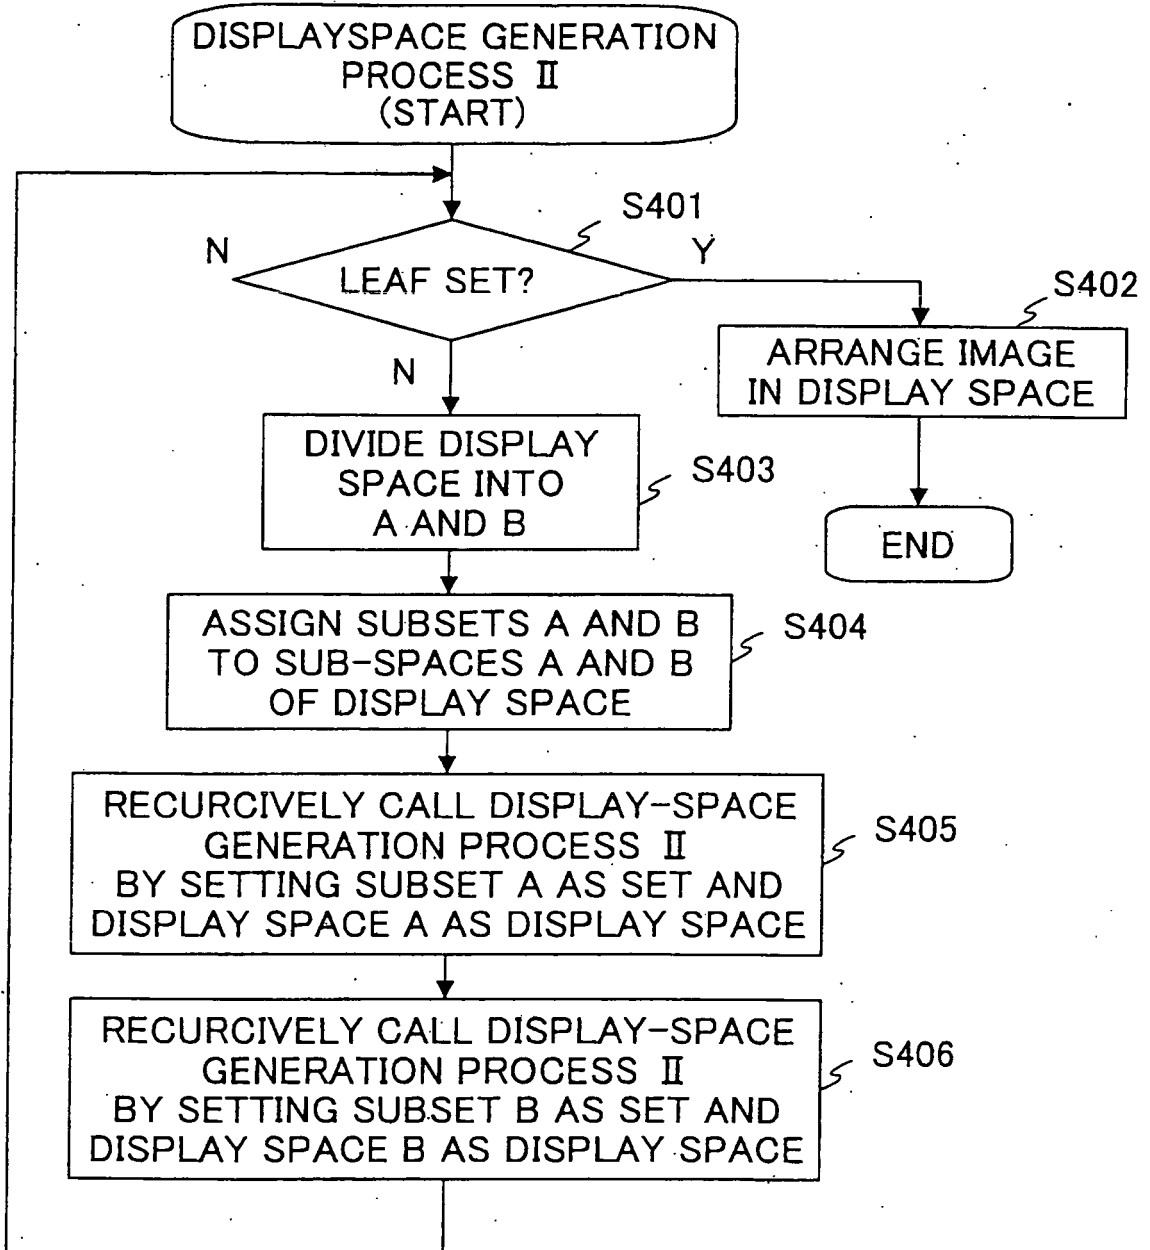 DISPLAYSPACE GENERATION
PROCESS II
(START)
S401
N
LEAF SET?
Y
S402
ARRANGE IMAGE
IN DISPLAY SPACE
N
DIVIDE DISPLAY
SPACE INTO
A AND B
S403
END
ASSIGN SUBSETS A AND B
TO SUB-SPACES A AND B
OF DISPLAY SPACE
S404
RECURCIVELY CALL DISPLAY-SPACE
GENERATION PROCESS II
BY SETTING SUBSET A AS SET AND
DISPLAY SPACE A AS DISPLAY SPACE
S405
RECURCIVELY CALL DISPLAY-SPACE
GENERATION PROCESS II
BY SETTING SUBSET B AS SET AND
DISPLAY SPACE B AS DISPLAY SPACE
S406